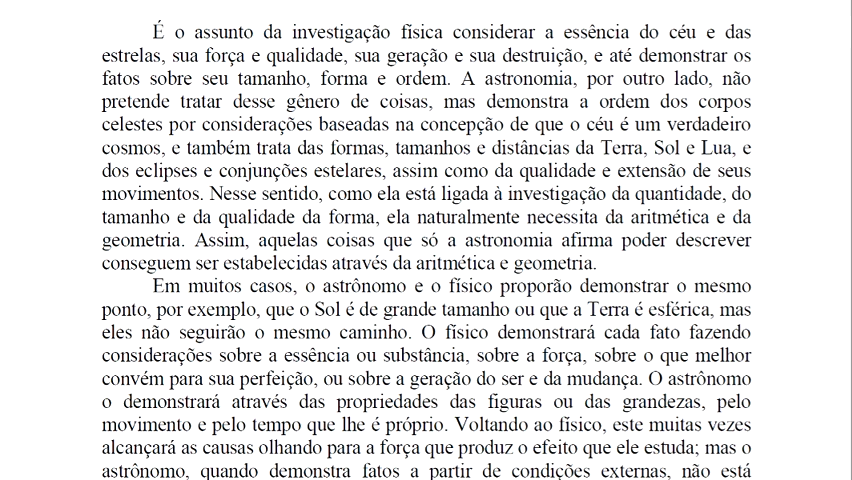 É o assunto da investigação física considerar a essência do céu e das
estrelas, sua força e qualidade, sua geração e sua destruição, e até demonstrar os
fatos sobre seu tamanho, forma e ordem. A astronomia, por outro lado, não
pretende tratar desse gênero de coisas, mas demonstra a ordem dos corpos
celestes por considerações baseadas na concepção de que o céu é um verdadeiro
cosmos, e também trata das formas, tamanhos e distâncias da Terra, Sol e Lua, e
dos eclipses e conjunções estelares, assim como da qualidade e extensão de seus
movimentos. Nesse sentido, como ela está ligada à investigação da quantidade, do
tamanho e da qualidade da forma, ela naturalmente necessita da aritmética e da
geometria. Assim, aquelas coisas que só a astronomia afirma poder descrever
conseguem ser estabelecidas através da aritmética e geometria.
Em muitos casos, o astrônomo e o físico proporão demonstrar o mesmo
ponto, por exemplo, que o Sol é de grande tamanho ou que a Terra é esférica, mas
eles não seguirão o mesmo caminho. O físico demonstrará cada fato fazendo
considerações sobre a essência ou substância, sobre a força, sobre o que melhor
convém para sua perfeição, ou sobre a geração do ser e da mudança. O astrônomo
o demonstrará através das propriedades das figuras ou das grandezas, pelo
movimento e pelo tempo que lhe é próprio. Voltando ao físico, este muitas vezes
alcançará as causas olhando para a força que produz o efeito que ele estuda; mas o
astrônomo, quando demonstra fatos a partir de condições externas, não está